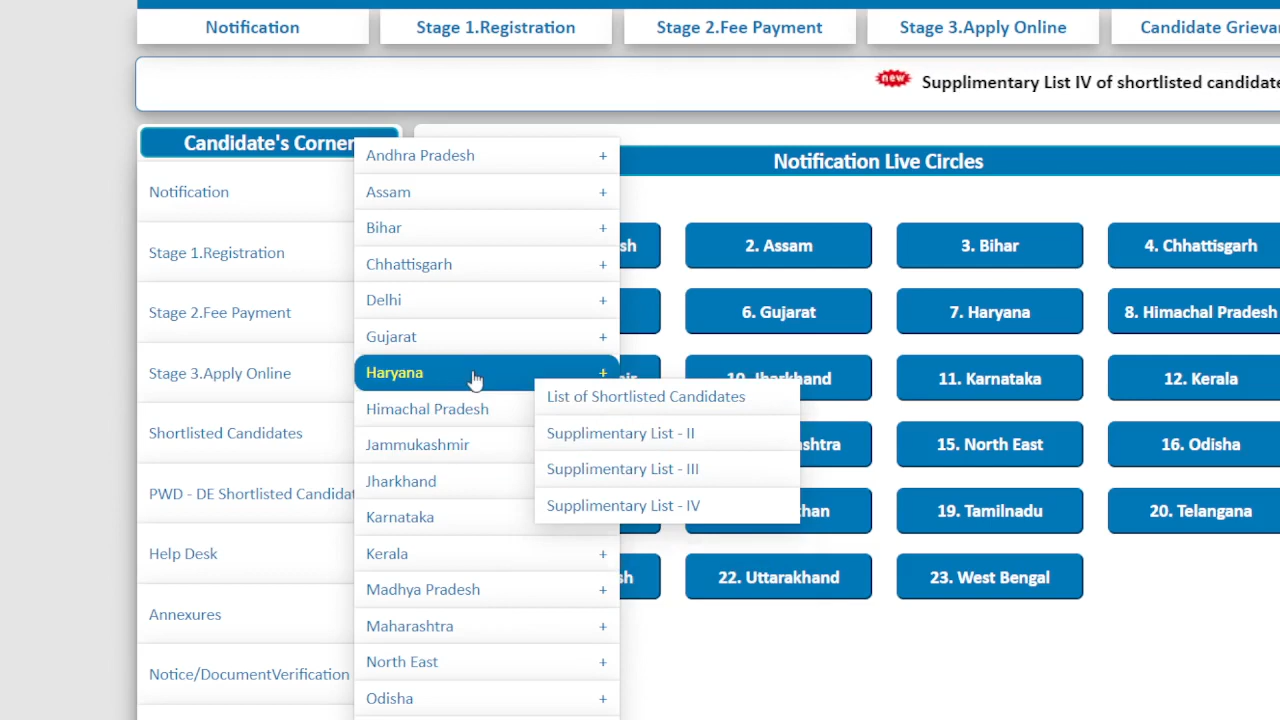 Notification
Stage 1.Registration
Stage 2.Fee Payment
Stage 3.Apply Online
Candidate
new
Supplimentary List IV of shortlisted
Candidate's Corner
Notification
Stage 1.Registration
Stage 2.Fee Payment
Stage 3.Apply Online
Shortlisted Candidates
PWD - DE Shortlisted
Help Desk
Annexures
Notice/DocumentVerification
Andhra Pradesh +
Assam +
Bihar +
Chhattisgarh +
Delhi +
Gujarat +
Haryana +
Himachal Pradesh
Jammukashmir
Jharkhand
Karnataka
Kerala +
Madhya Pradesh +
Maharashtra +
North East +
Odisha +
List of Shortlisted Candidates
Supplimentary List - II
Supplimentary List - III
Supplimentary List - IV
Notification Live Circles
2. Assam
3. Bihar
4. Chhattisgarh
6. Gujarat
7. Haryana
8. Himachal Pradesh
11. Karnataka
12. Kerala
15. North East
16. Odisha
19. Tamilnadu
20. Telangana
22. Uttarakhand
23. West Bengal